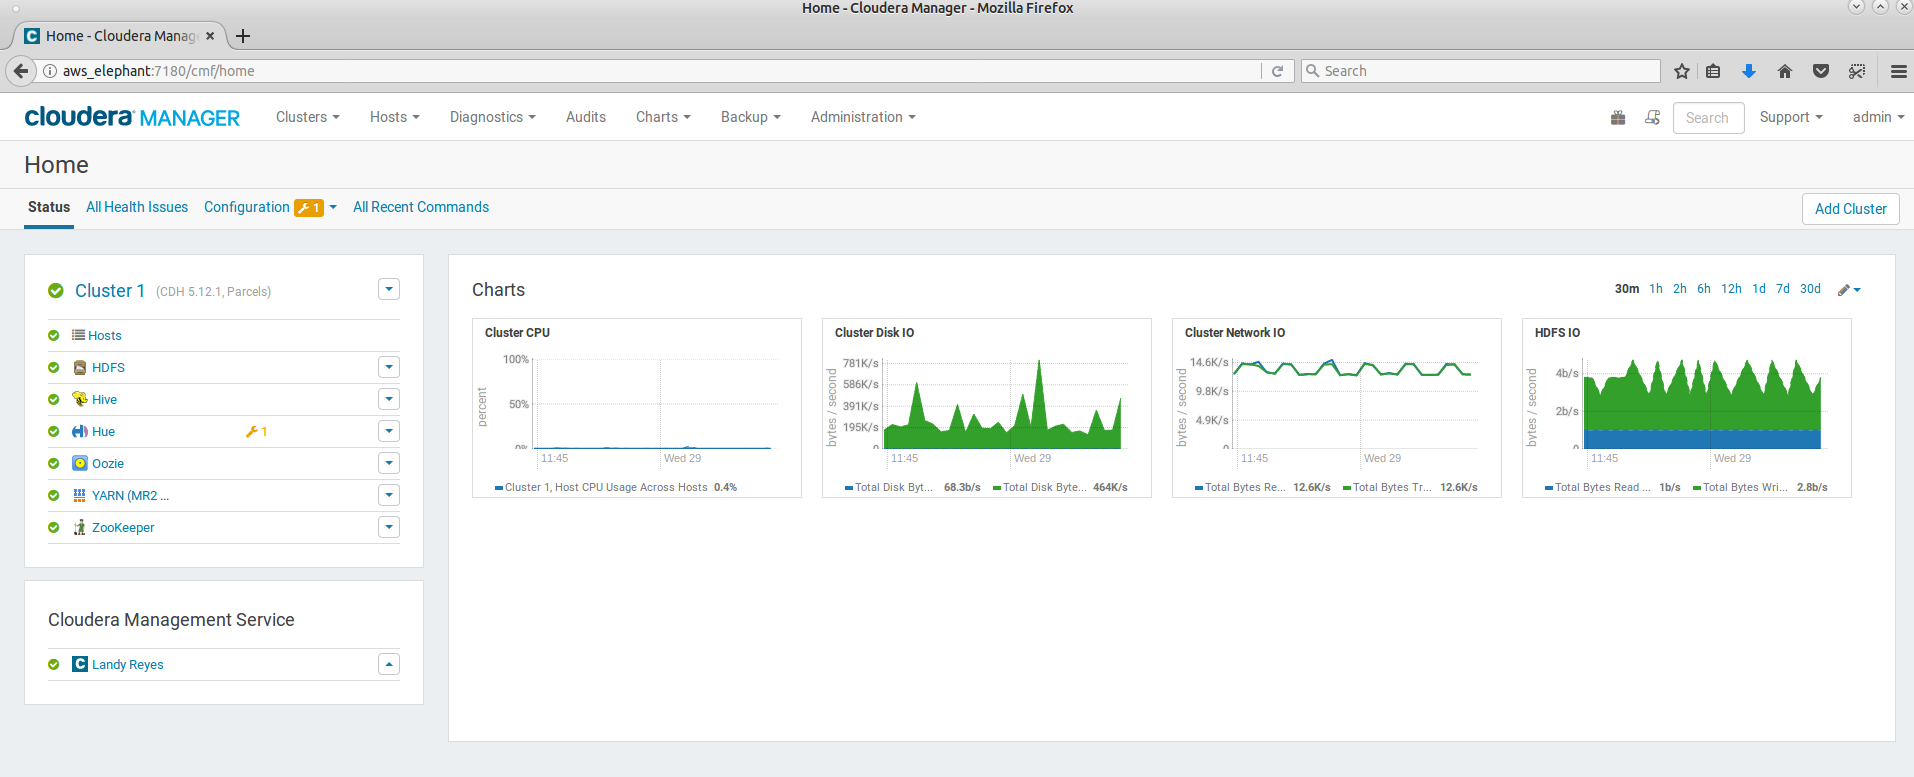 Home - Cloudera Manager - Mozilla Firefox
Home - Cloudera Manag
aws_elephant:7180/cmf/home
Search
cloudera MANAGER
Clusters Hosts Diagnostics Audits Charts Backup Administration
Search Support admin
Home
Status All Health Issues Configuration 1 All Recent Commands
Add Cluster
Cluster 1 (CDH 5.12.1, Parcels)
Hosts
HDFS
Hive
Hue 1
Oozie
YARN (MR2 ...
ZooKeeper
Cloudera Management Service
Landy Reyes
Charts
30m 1h 2h 6h 12h 1d 7d 30d
Cluster CPU
percent
100%
50%
0%
11:45 Wed 29
Cluster 1, Host CPU Usage Across Hosts 0.4%
Cluster Disk IO
bytes / second
781K/s
586K/s
391K/s
195K/s
0
11:45 Wed 29
Total Disk Byt... 68.3b/s Total Disk Byte... 464K/s
Cluster Network IO
bytes / second
14.6K/s
9.8K/s
4.9K/s
0
11:45 Wed 29
Total Bytes Re... 12.6K/s Total Bytes Tr... 12.6K/s
HDFS IO
bytes / second
4b/s
2b/s
0
11:45 Wed 29
Total Bytes Read ... 1b/s Total Bytes Wri... 2.8b/s